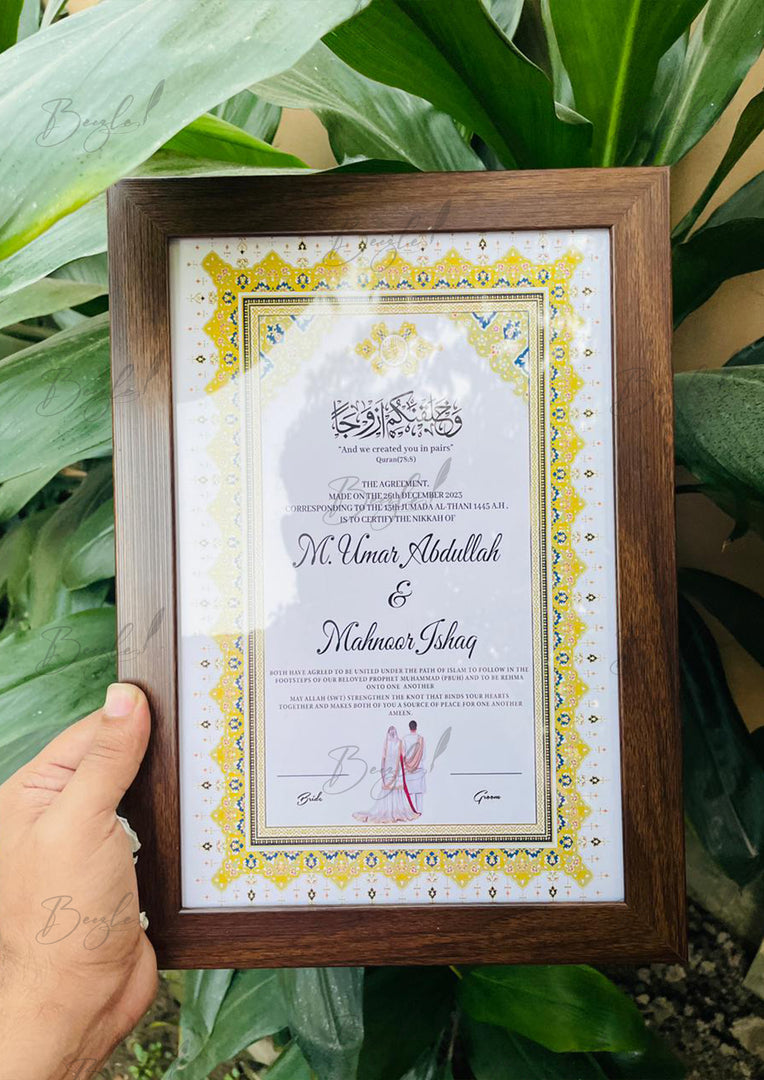 وَخَلَقْنَٰكُمْ أَزْوَٰجًا
"And we created you in pairs"
Quran(78:8)
THE AGREEMENT,
MADE ON THE 26th DECEMBER 2023
CORRESPONDING TO THE 13th JUMADA AL-THANI 1445 A.H ,
IS TO CERTIFY THE NIKKAH OF
M. Umar Abdullah
&
Mahnoor Ishaq
BOTH HAVE AGREED TO BE UNITED UNDER THE PATH OF ISLAM TO FOLLOW IN THE
FOOTSTEPS OF OUR BELOVED PROPHET MUHAMMAD (PBUH) AND TO BE REHMA
ONTO ONE ANOTHER
MAY ALLAH (SWT) STRENGTHEN THE KNOT THAT BINDS YOUR HEARTS
TOGETHER AND MAKES BOTH OF YOU A SOURCE OF PEACE FOR ONE ANOTHER
AMEEN.
Bride
Groom
Beezle